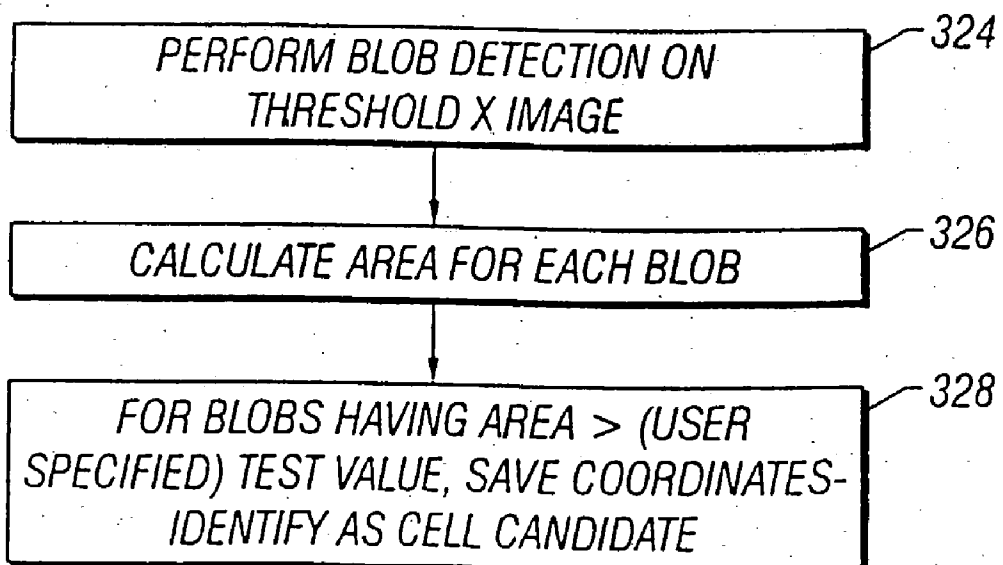 324
PERFORM BLOB DETECTION ON
THRESHOLD X IMAGE
326
CALCULATE AREA FOR EACH BLOB
328
FOR BLOBS HAVING AREA > (USER
SPECIFIED) TEST VALUE, SAVE COORDINATES-
IDENTIFY AS CELL CANDIDATE